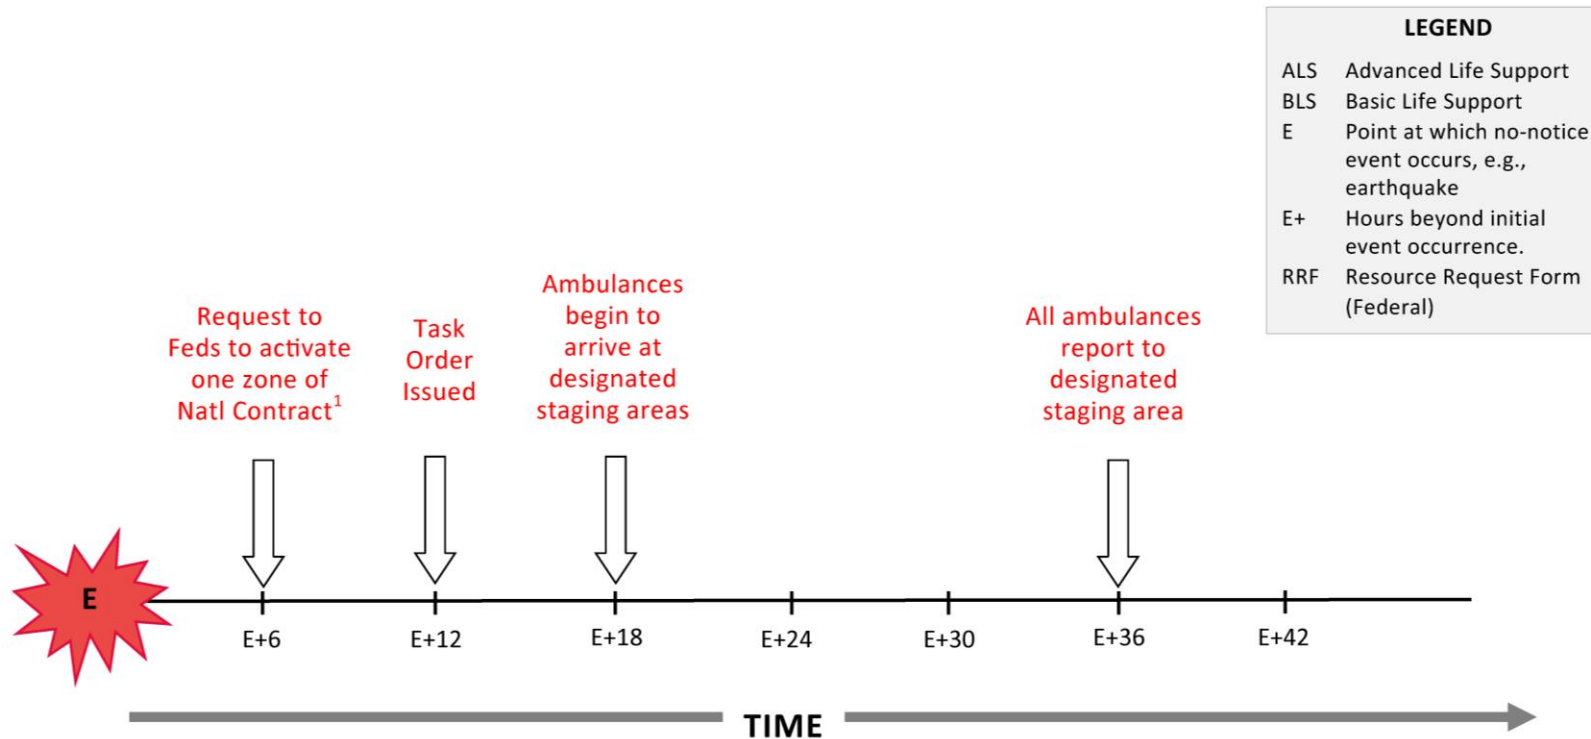 LEGEND
ALS Advanced Life Support
BLS Basic Life Support
E Point at which no-notice
event occurs, e.g.,
earthquake
E+ Hours beyond initial
event occurrence.
RRF Resource Request Form
(Federal)
Request to
Feds to activate
one zone of
Natl Contract¹
Task
Order
Issued
Ambulances
begin to
arrive at
designated
staging areas
All ambulances
report to
designated
staging area
E
E+6
E+12
E+18
E+24
E+30
E+36
E+42
TIME